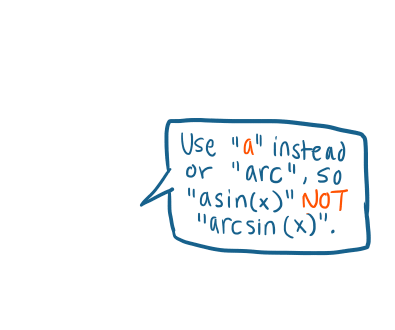 Use "a" instead
or "arc", so
"asin(x)" NOT
"arcsin(x)".